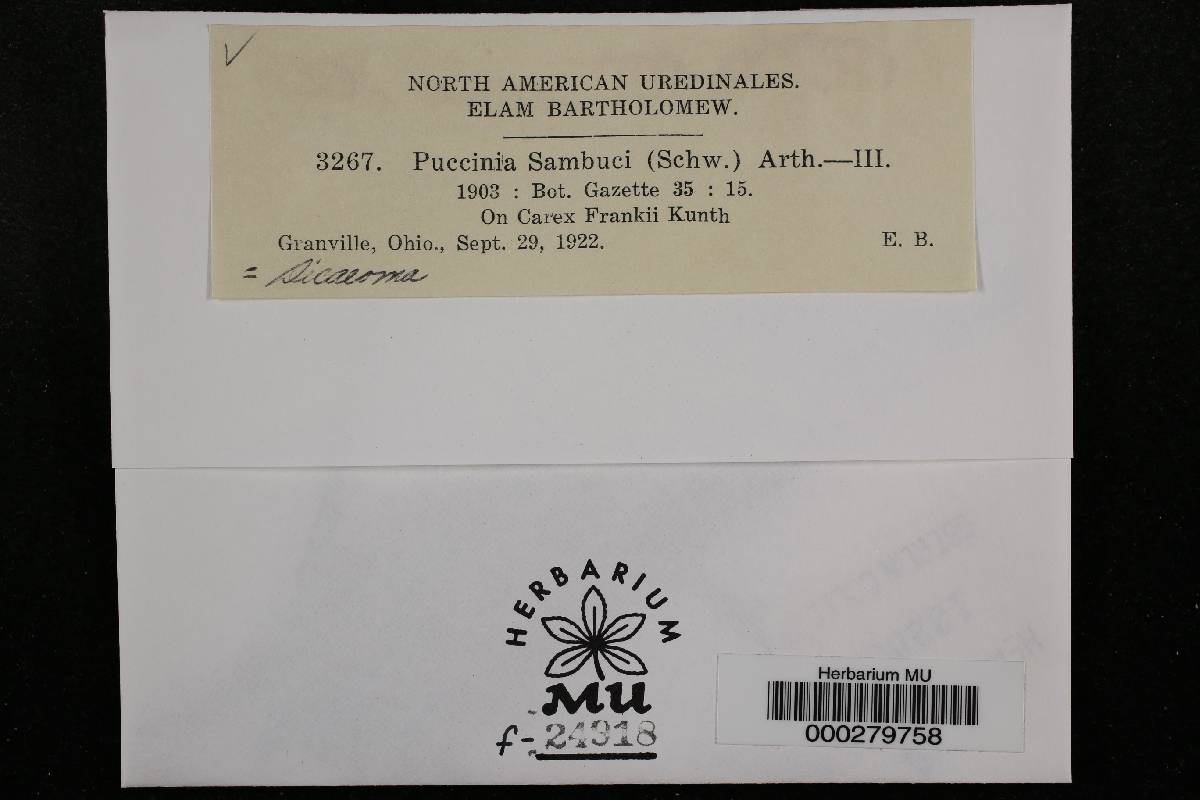 ✓
NORTH AMERICAN UREDINALES.
ELAM BARTHOLOMEW.
3267. Puccinia Sambuci (Schw.) Arth.—III.
1903 : Bot. Gazette 35 : 15.
On Carex Frankii Kunth
Granville, Ohio., Sept. 29, 1922. E. B.
= Dicaeoma
HERBARIUM
MU
f-24318
Herbarium MU
000279758